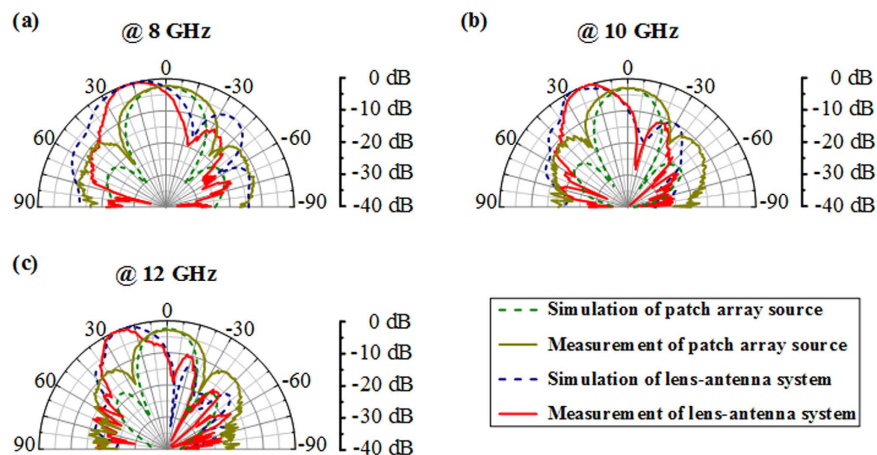 (a)
@ 8 GHz
0
30
-30
60
-60
90
-90
0 dB
-10 dB
-20 dB
-30 dB
-40 dB
(b)
@ 10 GHz
0
30
-30
60
-60
90
-90
0 dB
-10 dB
-20 dB
-30 dB
-40 dB
(c)
@ 12 GHz
0
30
-30
60
-60
90
-90
0 dB
-10 dB
-20 dB
-30 dB
-40 dB
Simulation of patch array source
Measurement of patch array source
Simulation of lens-antenna system
Measurement of lens-antenna system